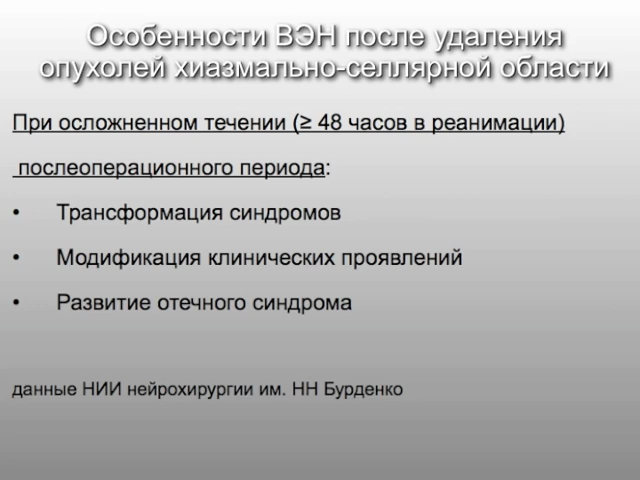 Особенности ВЭН после удаления
опухолей хиазмально-селлярной области
При осложненном течении (≥ 48 часов в реанимации)
послеоперационного периода:
• Трансформация синдромов
• Модификация клинических проявлений
• Развитие отечного синдрома
данные НИИ нейрохирургии им. НН Бурденко